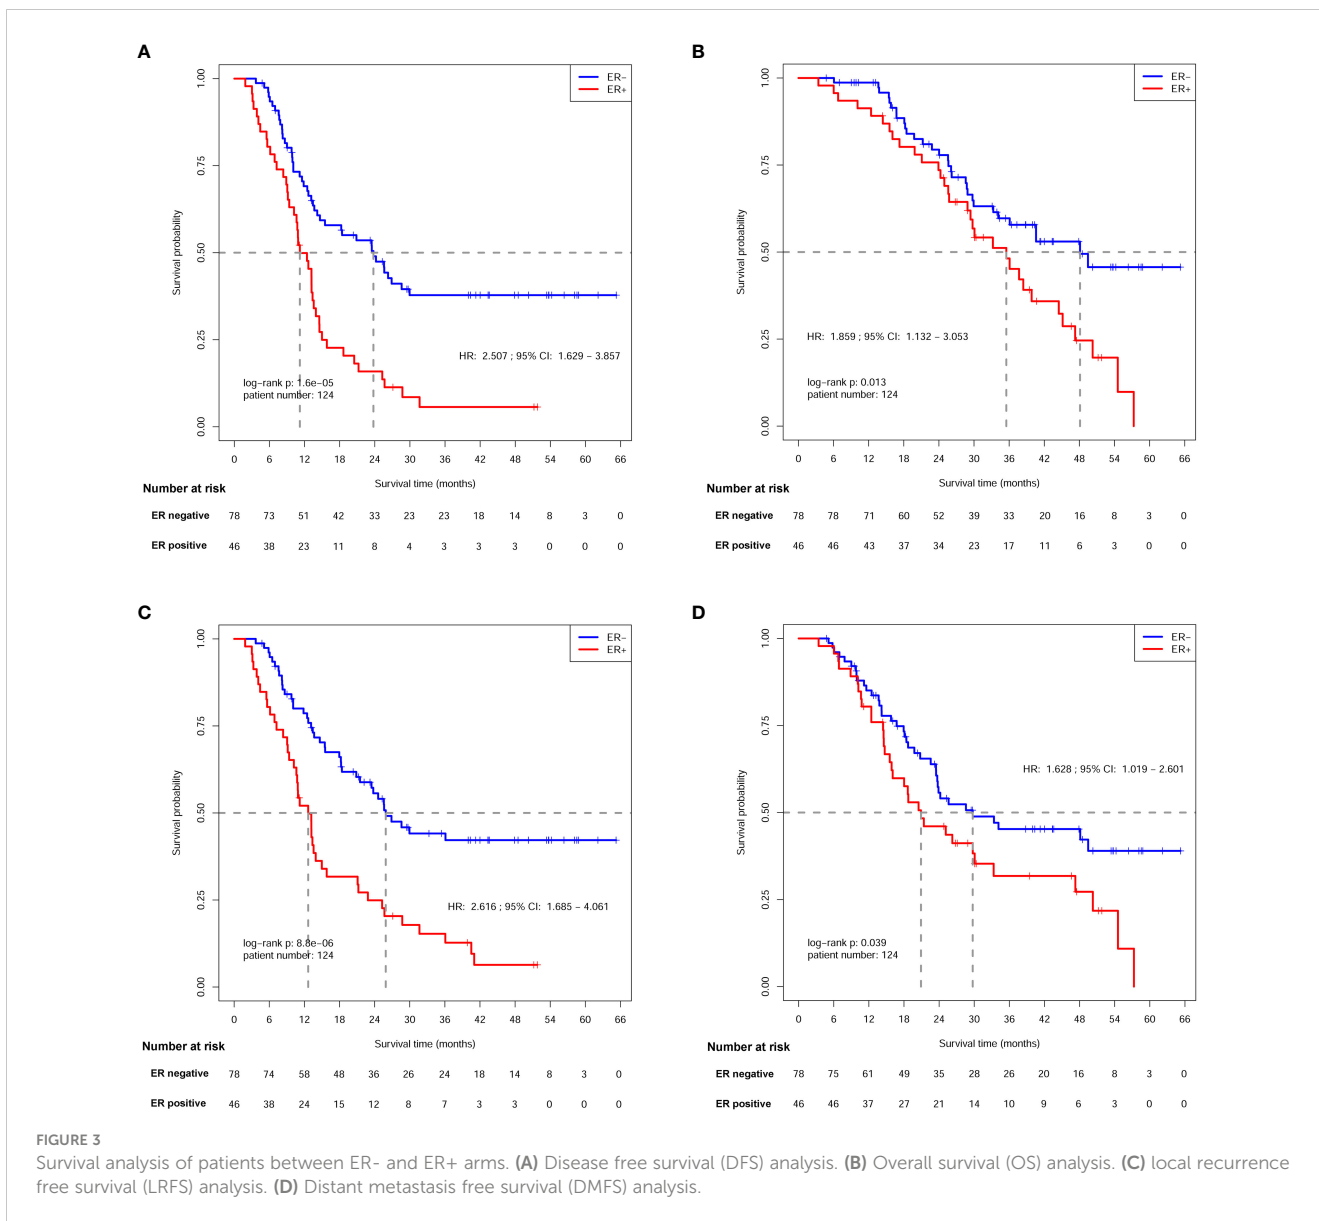 A
1.00
0.75
0.50
0.25
0.00
Survival probability
ER−
ER+
HR: 2.507 ; 95% CI: 1.629 − 3.857
log−rank p: 1.6e−05
patient number: 124
0 6 12 18 24 30 36 42 48 54 60 66
Survival time (months)
Number at risk
ER negative 78 73 51 42 33 23 23 18 14 8 3 0
ER positive 46 38 23 11 8 4 3 3 3 0 0 0
B
1.00
0.75
0.50
0.25
0.00
Survival probability
ER−
ER+
HR: 1.859 ; 95% CI: 1.132 − 3.053
log−rank p: 0.013
patient number: 124
0 6 12 18 24 30 36 42 48 54 60 66
Survival time (months)
Number at risk
ER negative 78 78 71 60 52 39 33 20 16 8 3 0
ER positive 46 46 43 37 34 23 17 11 6 3 0 0
C
1.00
0.75
0.50
0.25
0.00
Survival probability
ER−
ER+
HR: 2.616 ; 95% CI: 1.685 − 4.061
log−rank p: 8.8e−06
patient number: 124
0 6 12 18 24 30 36 42 48 54 60 66
Survival time (months)
Number at risk
ER negative 78 74 58 48 36 26 24 18 14 8 3 0
ER positive 46 38 24 15 12 8 7 3 3 0 0 0
D
1.00
0.75
0.50
0.25
0.00
Survival probability
ER−
ER+
HR: 1.628 ; 95% CI: 1.019 − 2.601
log−rank p: 0.039
patient number: 124
0 6 12 18 24 30 36 42 48 54 60 66
Survival time (months)
Number at risk
ER negative 78 75 61 49 35 28 26 20 16 8 3 0
ER positive 46 46 37 27 21 14 10 9 6 3 0 0
FIGURE 3
Survival analysis of patients between ER- and ER+ arms. (A) Disease free survival (DFS) analysis. (B) Overall survival (OS) analysis. (C) local recurrence
free survival (LRFS) analysis. (D) Distant metastasis free survival (DMFS) analysis.